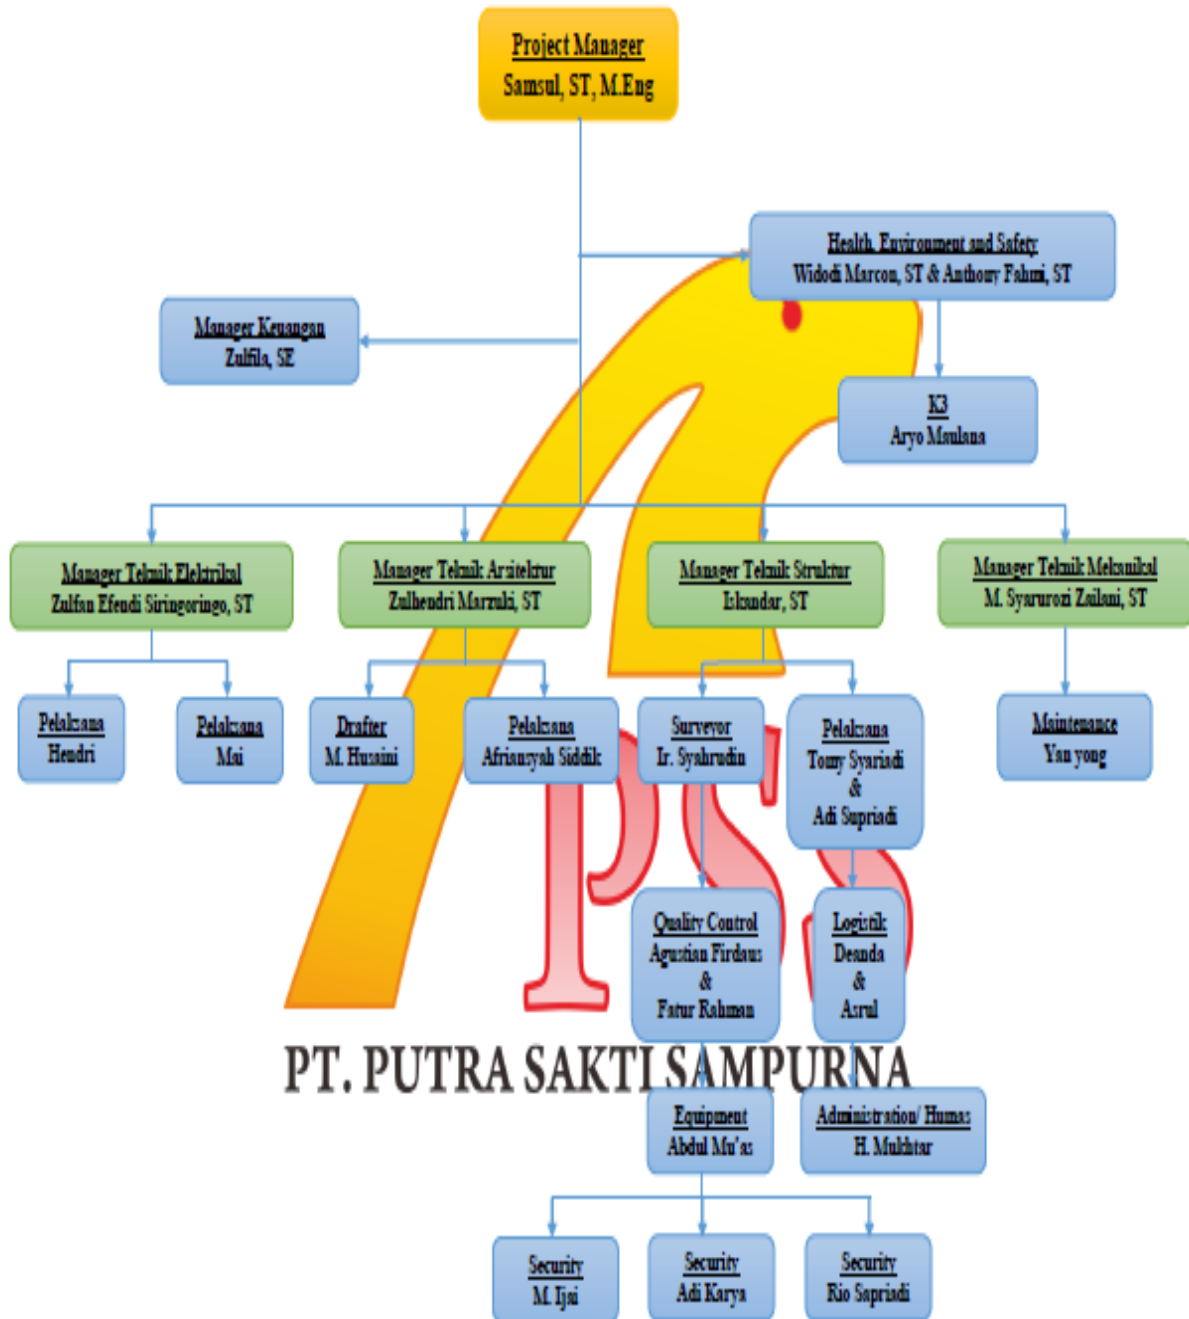 Project Manager
Samsul, ST, M.Eng
Health, Environment and Safety
Widodi Marcon, ST & Anthony Fahmi, ST
Manager Keuangan
Zulfila, SE
K3
Aryo Maulana
Manager Teknik Elektrikal
Zulfan Efendi Siringoringo, ST
Manager Teknik Arsitektur
Zulhendri Marzuki, ST
Manager Teknik Struktur
Iskandar, ST
Manager Teknik Mekanikal
M. Syarurozi Zailani, ST
Pelaksana
Hendri
Pelaksana
Mai
Drafter
M. Husaini
Pelaksana
Afriansyah Siddik
Surveyor
Ir. Syahrudin
Pelaksana
Tomy Syariadi
&
Adi Supriadi
Maintenance
Yan yong
PSS
Quality Control
Agustian Firdaus
&
Fatur Rahman
Logistik
Deanda
&
Asrul
PT. PUTRA SAKTI SAMPURNA
Equipment
Abdul Mu'as
Administration/ Humas
H. Mukhtar
Security
M. Ijai
Security
Adi Karya
Security
Rio Sapriadi